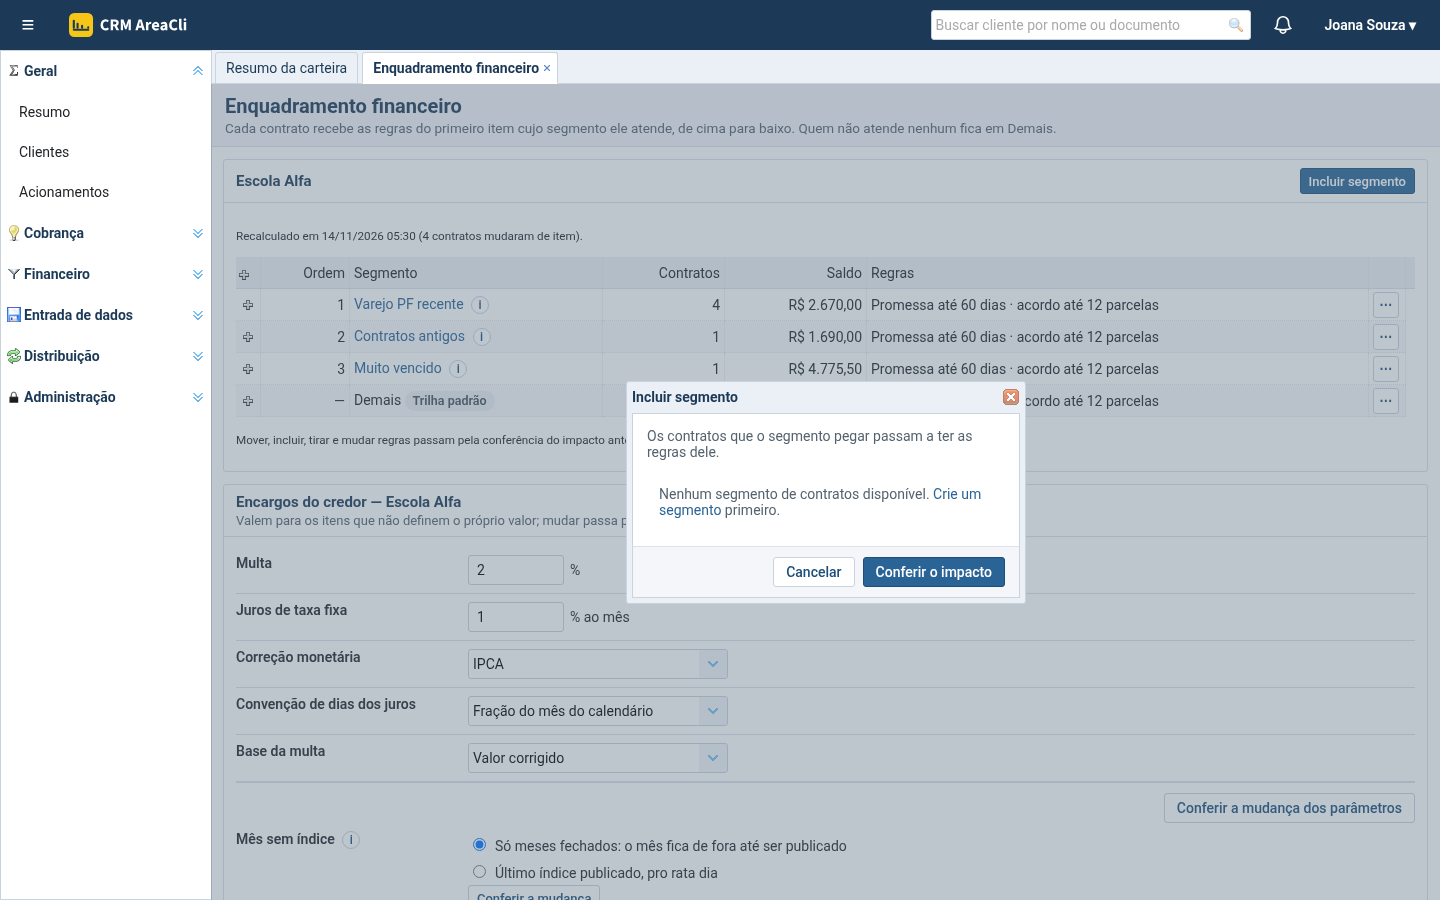 CRM AreaCli
Buscar cliente por nome ou documento
Joana Souza ▾
Geral
Resumo
Clientes
Acionamentos
Cobrança
Financeiro
Entrada de dados
Distribuição
Administração
Resumo da carteira
Enquadramento financeiro ×
Enquadramento financeiro
Cada contrato recebe as regras do primeiro item cujo segmento ele atende, de cima para baixo. Quem não atende nenhum fica em Demais.
Escola Alfa
Incluir segmento
Recalculado em 14/11/2026 05:30 (4 contratos mudaram de item).
Ordem Segmento Contratos Saldo Regras
1 Varejo PF recente i 4 R$ 2.670,00 Promessa até 60 dias · acordo até 12 parcelas ...
2 Contratos antigos i 1 R$ 1.690,00 Promessa até 60 dias · acordo até 12 parcelas ...
3 Muito vencido i 1 R$ 4.775,50 Promessa até 60 dias · acordo até 12 parcelas ...
— Demais Trilha padrão cordo até 12 parcelas ...
Mover, incluir, tirar e mudar regras passam pela conferência do impacto
Incluir segmento
Os contratos que o segmento pegar passam a ter as
regras dele.
Nenhum segmento de contratos disponível. Crie um
segmento primeiro.
Cancelar
Conferir o impacto
Encargos do credor — Escola Alfa
Valem para os itens que não definem o próprio valor; mudar passa
Multa 2 %
Juros de taxa fixa 1 % ao mês
Correção monetária IPCA
Convenção de dias dos juros Fração do mês do calendário
Base da multa Valor corrigido
Conferir a mudança dos parâmetros
Mês sem índice i
Só meses fechados: o mês fica de fora até ser publicado
Último índice publicado, pro rata dia
Conferir a mudança